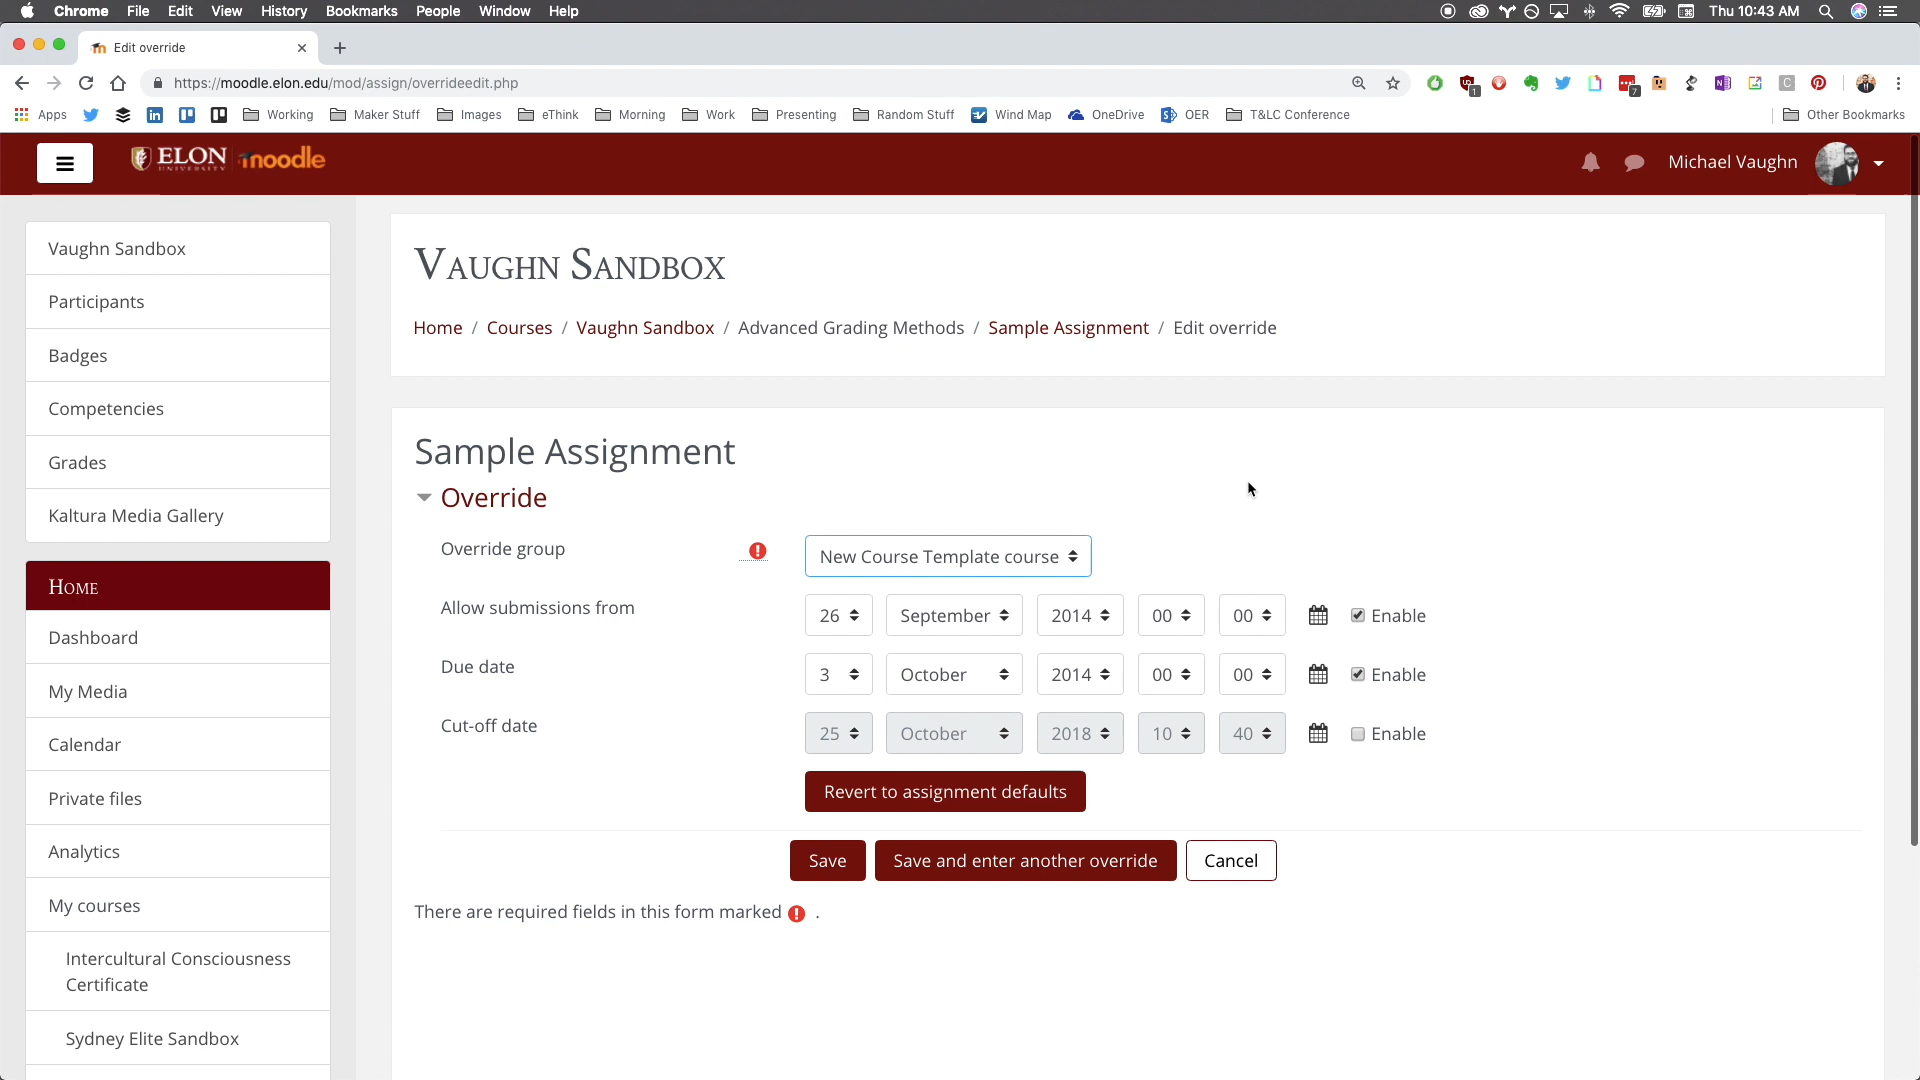 Chrome File Edit View History Bookmarks People Window Help Thu 10:43 AM
Edit override
https://moodle.elon.edu/mod/assign/overrideedit.php 1 7
Apps Working Maker Stuff Images eThink Morning Work Presenting Random Stuff Wind Map OneDrive OER T&LC Conference Other Bookmarks
ELON UNIVERSITY moodle Michael Vaughn
Vaughn Sandbox
Participants
Badges
Competencies
Grades
Kaltura Media Gallery
HOME
Dashboard
My Media
Calendar
Private files
Analytics
My courses
Intercultural Consciousness
Certificate
Sydney Elite Sandbox
VAUGHN SANDBOX
Home / Courses / Vaughn Sandbox / Advanced Grading Methods / Sample Assignment / Edit override
Sample Assignment
Override
Override group New Course Template course
Allow submissions from 26 September 2014 00 00 Enable
Due date 3 October 2014 00 00 Enable
Cut-off date 25 October 2018 10 40 Enable
Revert to assignment defaults
Save Save and enter another override Cancel
There are required fields in this form marked .